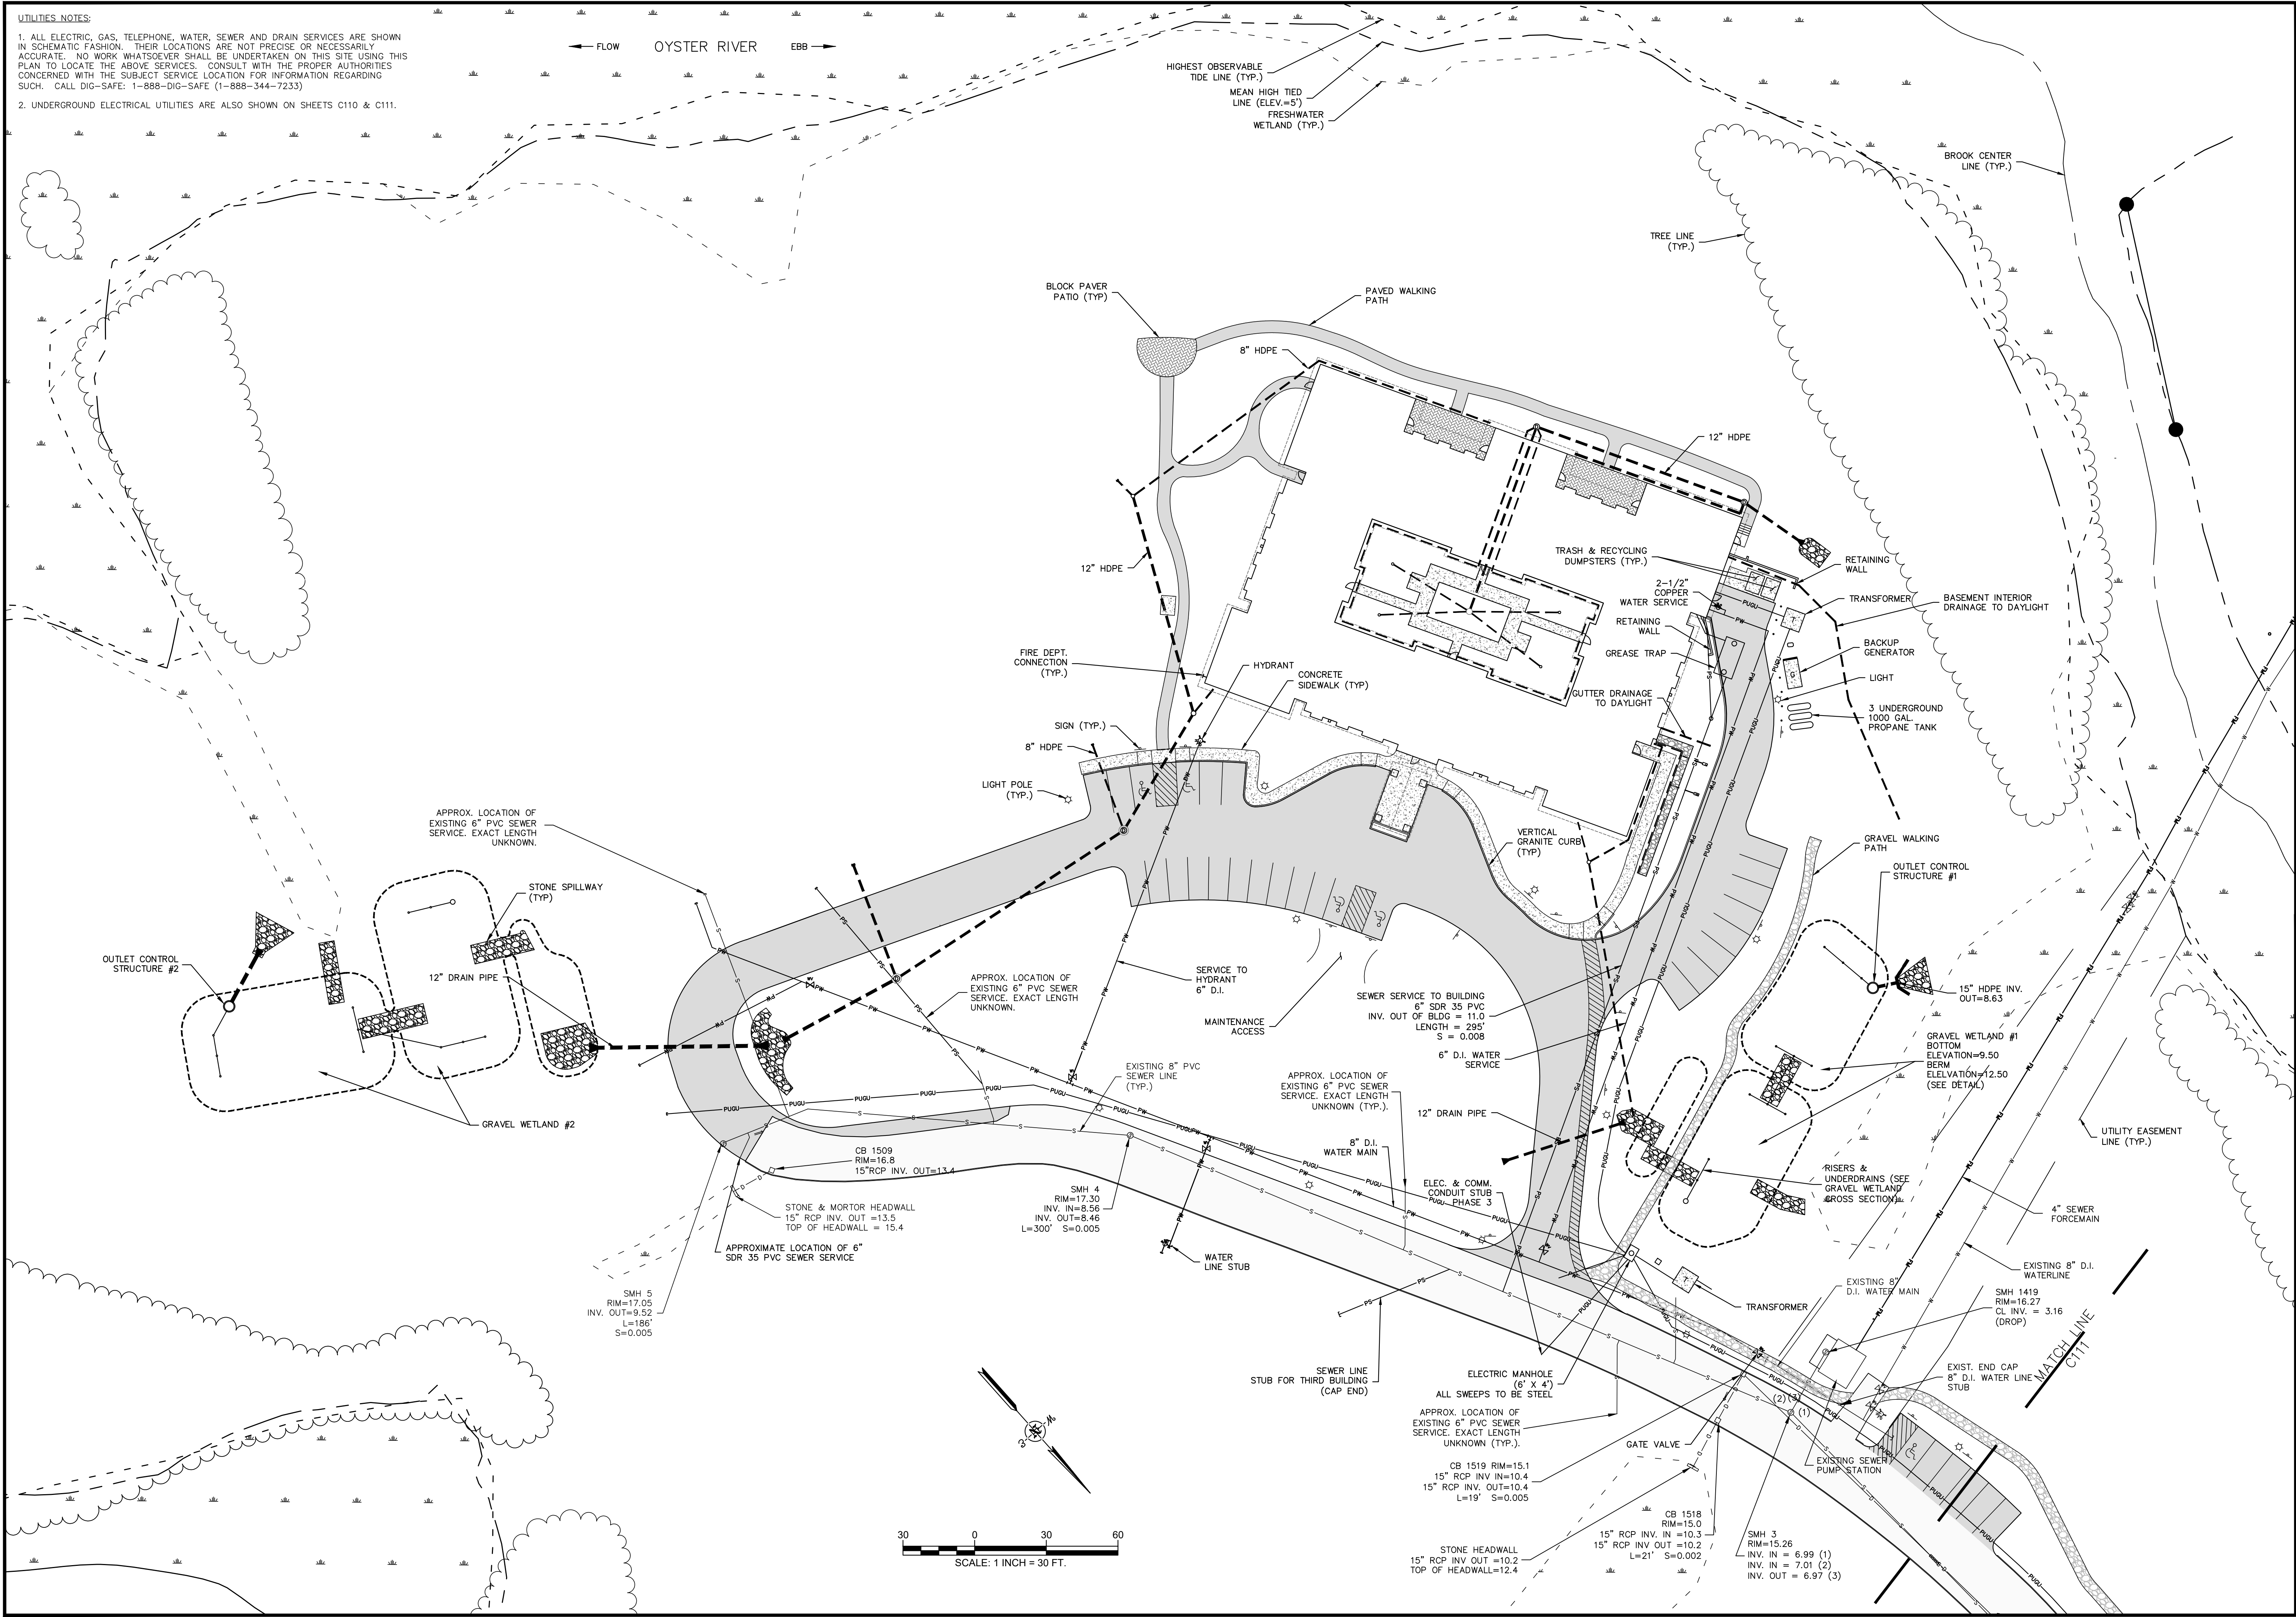 UTILITIES NOTES:
1. ALL ELECTRIC, GAS, TELEPHONE, WATER, SEWER AND DRAIN SERVICES ARE SHOWN
IN SCHEMATIC FASHION. THEIR LOCATIONS ARE NOT PRECISE OR NECESSARILY
ACCURATE. NO WORK WHATSOEVER SHALL BE UNDERTAKEN ON THIS SITE USING THIS
PLAN TO LOCATE THE ABOVE SERVICES. CONSULT WITH THE PROPER AUTHORITIES
CONCERNED WITH THE SUBJECT SERVICE LOCATION FOR INFORMATION REGARDING
SUCH. CALL DIG-SAFE: 1-888-DIG-SAFE (1-888-344-7233)
2. UNDERGROUND ELECTRICAL UTILITIES ARE ALSO SHOWN ON SHEETS C110 & C111.
FLOW
OYSTER RIVER
EBB
HIGHEST OBSERVABLE
TIDE LINE (TYP.)
MEAN HIGH TIED
LINE (ELEV.=5')
FRESHWATER
WETLAND (TYP.)
BROOK CENTER
LINE (TYP.)
TREE LINE
(TYP.)
BLOCK PAVER
PATIO (TYP)
PAVED WALKING
PATH
8" HDPE
12" HDPE
12" HDPE
TRASH & RECYCLING
DUMPSTERS (TYP.)
RETAINING
WALL
2-1/2"
COPPER
WATER SERVICE
TRANSFORMER
BASEMENT INTERIOR
DRAINAGE TO DAYLIGHT
RETAINING
WALL
GREASE TRAP
BACKUP
GENERATOR
LIGHT
FIRE DEPT.
CONNECTION
(TYP.)
HYDRANT
CONCRETE
SIDEWALK (TYP)
GUTTER DRAINAGE
TO DAYLIGHT
3 UNDERGROUND
1000 GAL.
PROPANE TANK
SIGN (TYP.)
8" HDPE
LIGHT POLE
(TYP.)
APPROX. LOCATION OF
EXISTING 6" PVC SEWER
SERVICE. EXACT LENGTH
UNKNOWN.
VERTICAL
GRANITE CURB
(TYP)
GRAVEL WALKING
PATH
OUTLET CONTROL
STRUCTURE #1
STONE SPILLWAY
(TYP)
OUTLET CONTROL
STRUCTURE #2
12" DRAIN PIPE
APPROX. LOCATION OF
EXISTING 6" PVC SEWER
SERVICE. EXACT LENGTH
UNKNOWN.
SERVICE TO
HYDRANT
6" D.I.
MAINTENANCE
ACCESS
SEWER SERVICE TO BUILDING
6" SDR 35 PVC
INV. OUT OF BLDG = 11.0
LENGTH = 295'
S = 0.008
6" D.I. WATER
SERVICE
15" HDPE INV.
OUT=8.63
GRAVEL WETLAND #1
BOTTOM
ELEVATION=9.50
BERM
ELELVATION=12.50
(SEE DETAIL)
EXISTING 8" PVC
SEWER LINE
(TYP.)
APPROX. LOCATION OF
EXISTING 6" PVC SEWER
SERVICE. EXACT LENGTH
UNKNOWN (TYP.).
12" DRAIN PIPE
GRAVEL WETLAND #2
8" D.I.
WATER MAIN
UTILITY EASEMENT
LINE (TYP.)
CB 1509
RIM=16.8
15"RCP INV. OUT=13.4
RISERS &
UNDERDRAINS (SEE
GRAVEL WETLAND
CROSS SECTION)
SMH 4
RIM=17.30
INV. IN=8.56
INV. OUT=8.46
L=300' S=0.005
ELEC. & COMM.
CONDUIT STUB
PHASE 3
STONE & MORTOR HEADWALL
15" RCP INV. OUT =13.5
TOP OF HEADWALL = 15.4
4" SEWER
FORCEMAIN
APPROXIMATE LOCATION OF 6"
SDR 35 PVC SEWER SERVICE
WATER
LINE STUB
EXISTING 8" D.I.
WATERLINE
EXISTING 8"
D.I. WATER MAIN
SMH 5
RIM=17.05
INV. OUT=9.52
L=186'
S=0.005
TRANSFORMER
SMH 1419
RIM=16.27
CL INV. = 3.16
(DROP)
MATCH LINE
C111
SEWER LINE
STUB FOR THIRD BUILDING
(CAP END)
ELECTRIC MANHOLE
(6' X 4')
ALL SWEEPS TO BE STEEL
EXIST. END CAP
8" D.I. WATER LINE
STUB
(2) (3)
(1)
APPROX. LOCATION OF
EXISTING 6" PVC SEWER
SERVICE. EXACT LENGTH
UNKNOWN (TYP.).
GATE VALVE
EXISTING SEWER
PUMP STATION
CB 1519 RIM=15.1
15" RCP INV IN=10.4
15" RCP INV. OUT=10.4
L=19' S=0.005
CB 1518
RIM=15.0
15" RCP INV. IN =10.3
15" RCP INV OUT =10.2
L=21' S=0.002
STONE HEADWALL
15" RCP INV OUT =10.2
TOP OF HEADWALL=12.4
SMH 3
RIM=15.26
INV. IN = 6.99 (1)
INV. IN = 7.01 (2)
INV. OUT = 6.97 (3)
30 0 30 60
SCALE: 1 INCH = 30 FT.